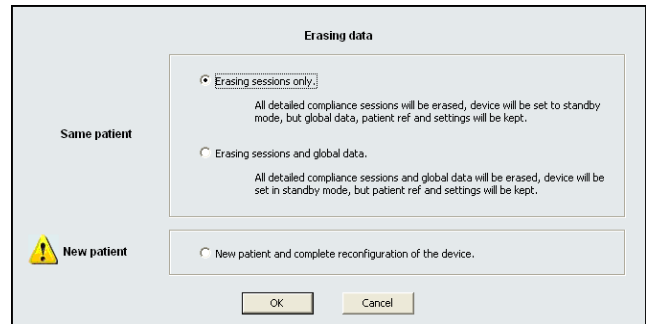 Erasing data
Erasing sessions only.
All detailed compliance sessions will be erased, device will be set to standby
mode, but global data, patient ref and settings will be kept.
Same patient
Erasing sessions and global data.
All detailed compliance sessions and global data will be erased, device will be
set in standby mode, but patient ref and settings will be kept.
New patient
New patient and complete reconfiguration of the device.
OK
Cancel